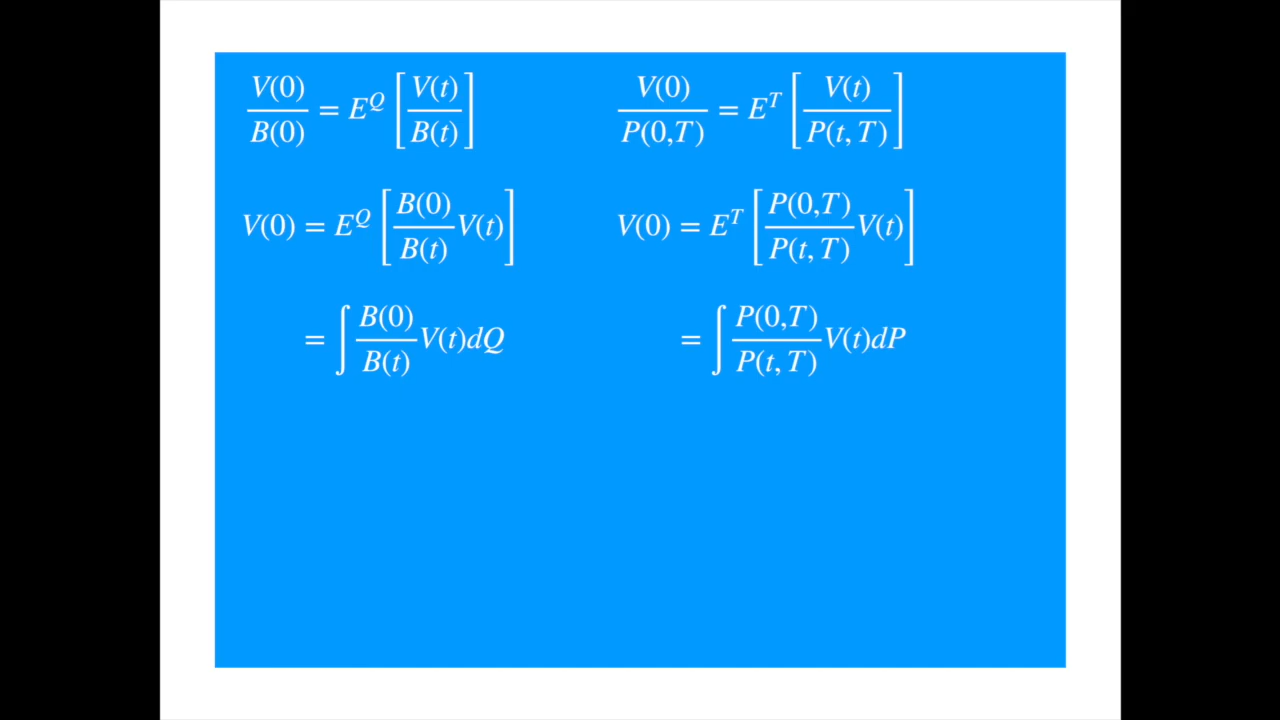 V(0)/B(0) = E^Q [V(t)/B(t)]
V(0)/P(0,T) = E^T [V(t)/P(t, T)]
V(0) = E^Q [B(0)/B(t) V(t)]
V(0) = E^T [P(0,T)/P(t, T) V(t)]
= ∫ B(0)/B(t) V(t)dQ
= ∫ P(0,T)/P(t, T) V(t)dP